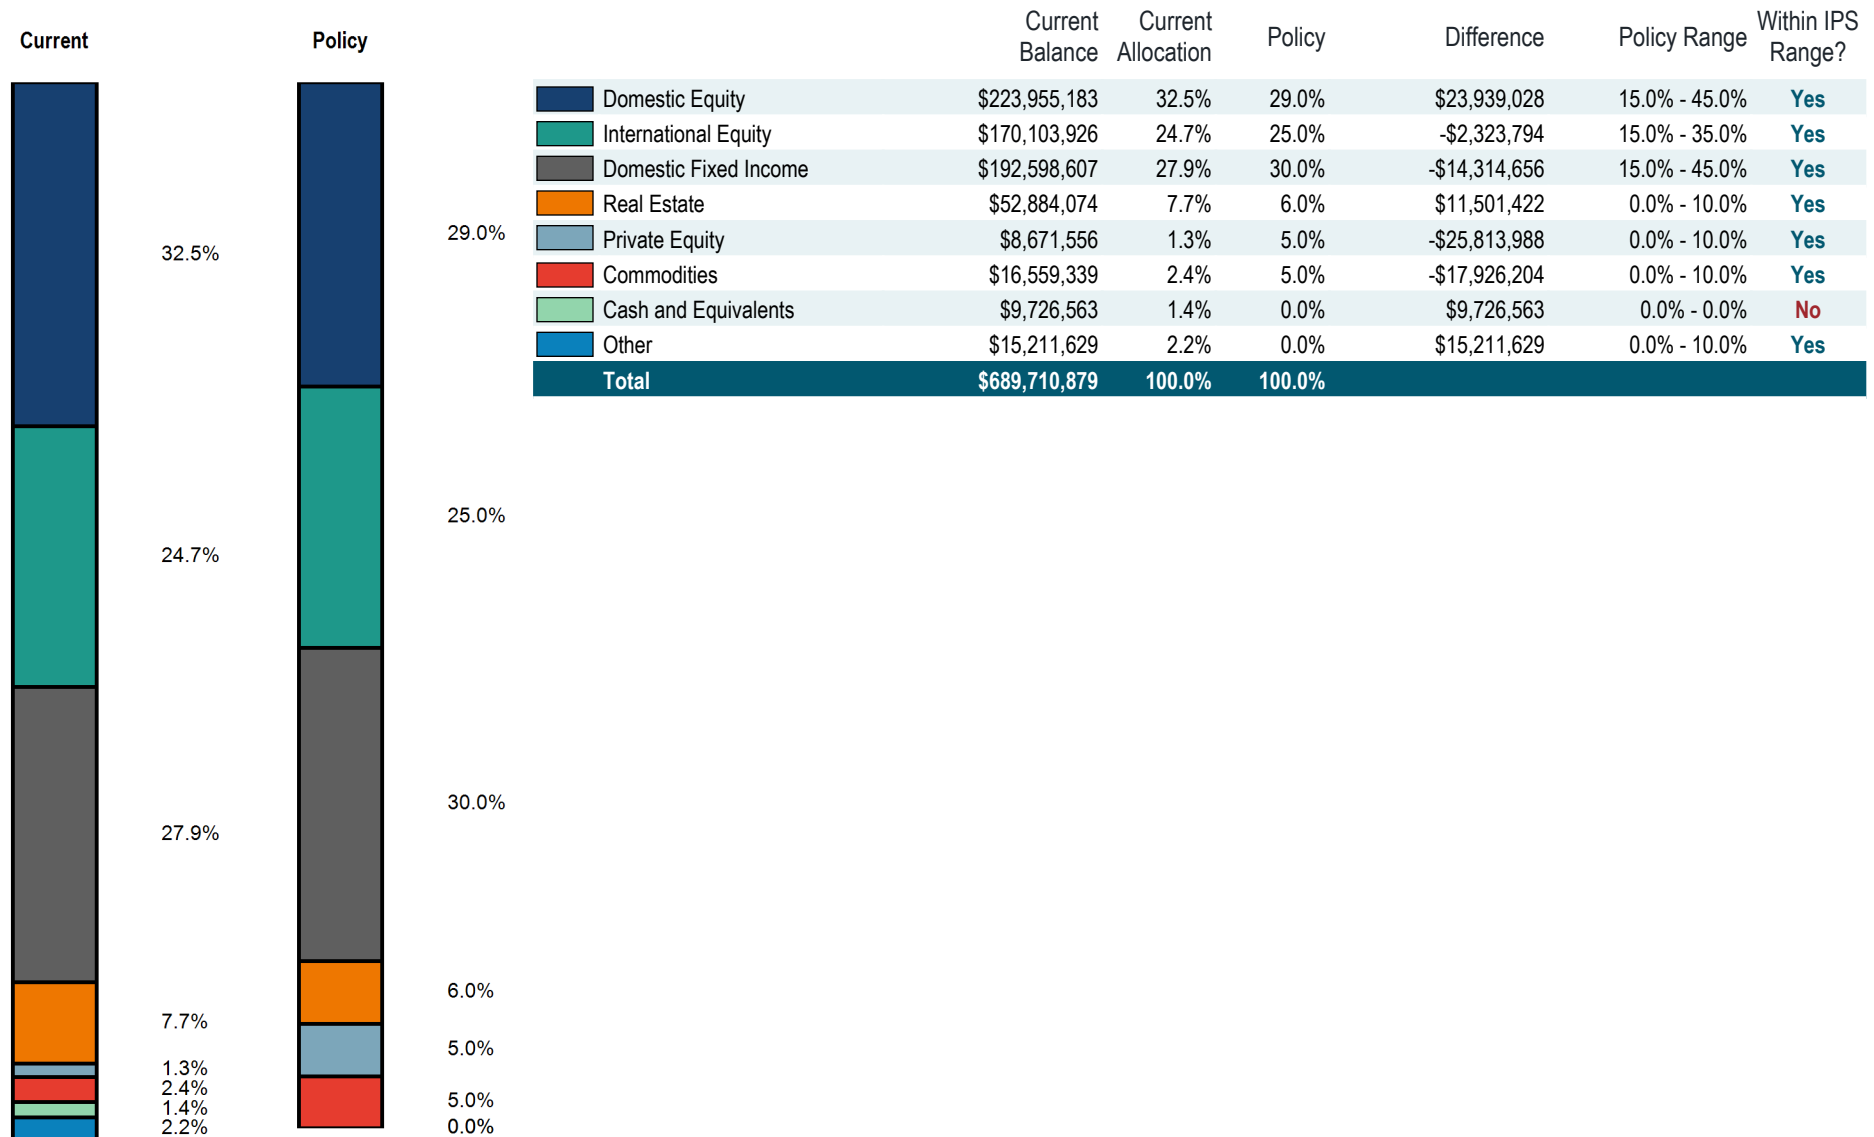 Current
Policy
32.5%
24.7%
27.9%
7.7%
1.3%
2.4%
1.4%
2.2%
29.0%
25.0%
30.0%
6.0%
5.0%
5.0%
0.0%
Current Balance Current Allocation Policy Difference Policy Range Within IPS Range?
Domestic Equity $223,955,183 32.5% 29.0% $23,939,028 15.0% - 45.0% Yes
International Equity $170,103,926 24.7% 25.0% -$2,323,794 15.0% - 35.0% Yes
Domestic Fixed Income $192,598,607 27.9% 30.0% -$14,314,656 15.0% - 45.0% Yes
Real Estate $52,884,074 7.7% 6.0% $11,501,422 0.0% - 10.0% Yes
Private Equity $8,671,556 1.3% 5.0% -$25,813,988 0.0% - 10.0% Yes
Commodities $16,559,339 2.4% 5.0% -$17,926,204 0.0% - 10.0% Yes
Cash and Equivalents $9,726,563 1.4% 0.0% $9,726,563 0.0% - 0.0% No
Other $15,211,629 2.2% 0.0% $15,211,629 0.0% - 10.0% Yes
Total $689,710,879 100.0% 100.0%